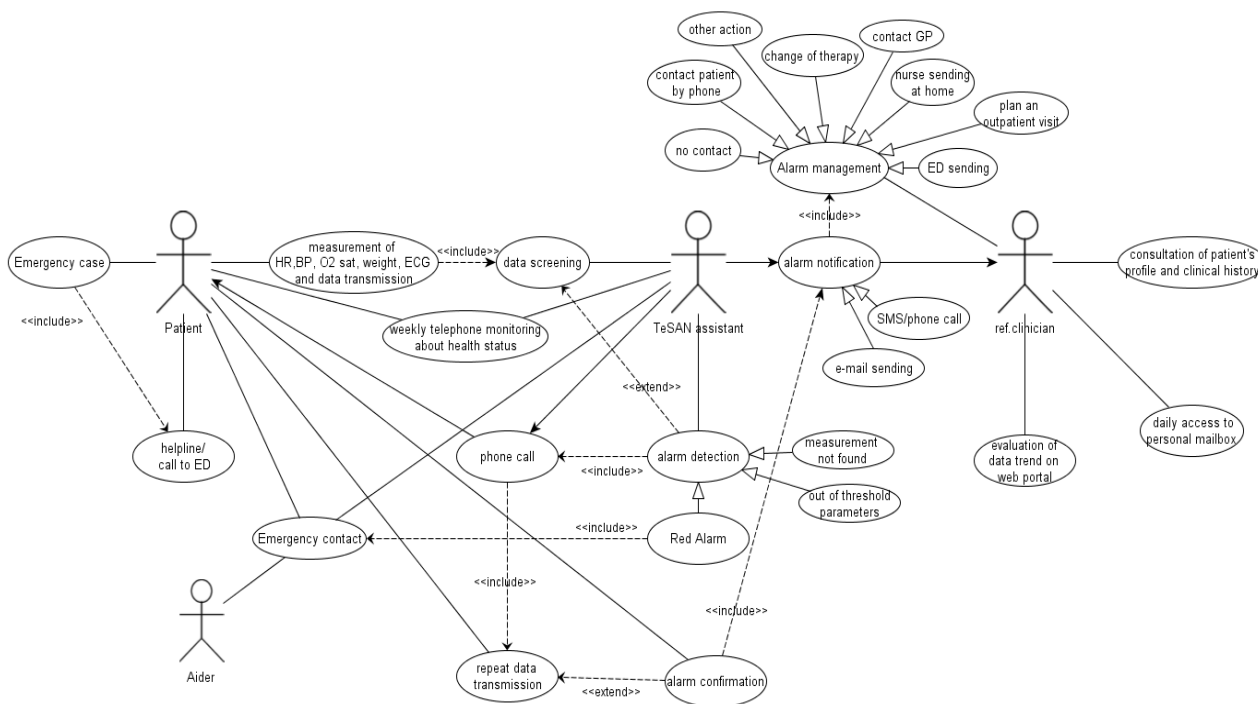 other action
contact GP
change of therapy
contact patient
by phone
nurse sending
at home
plan an
outpatient visit
no contact
Alarm management
ED sending
<<include>>
Emergency case
measurement of
HR,BP, O2 sat, weight, ECG
and data transmission
<<include>>
data screening
alarm notification
consultation of patient's
profile and clinical history
<<include>>
Patient
weekly telephone monitoring
about health status
TeSAN assistant
SMS/phone call
ref.clinician
e-mail sending
<<extend>>
helpline/
call to ED
phone call
<<include>>
alarm detection
measurement
not found
evaluation of
data trend on
web portal
daily access to
personal mailbox
out of threshold
parameters
Emergency contact
<<include>>
Red Alarm
<<include>>
<<include>>
Aider
repeat data
transmission
<<extend>>
alarm confirmation